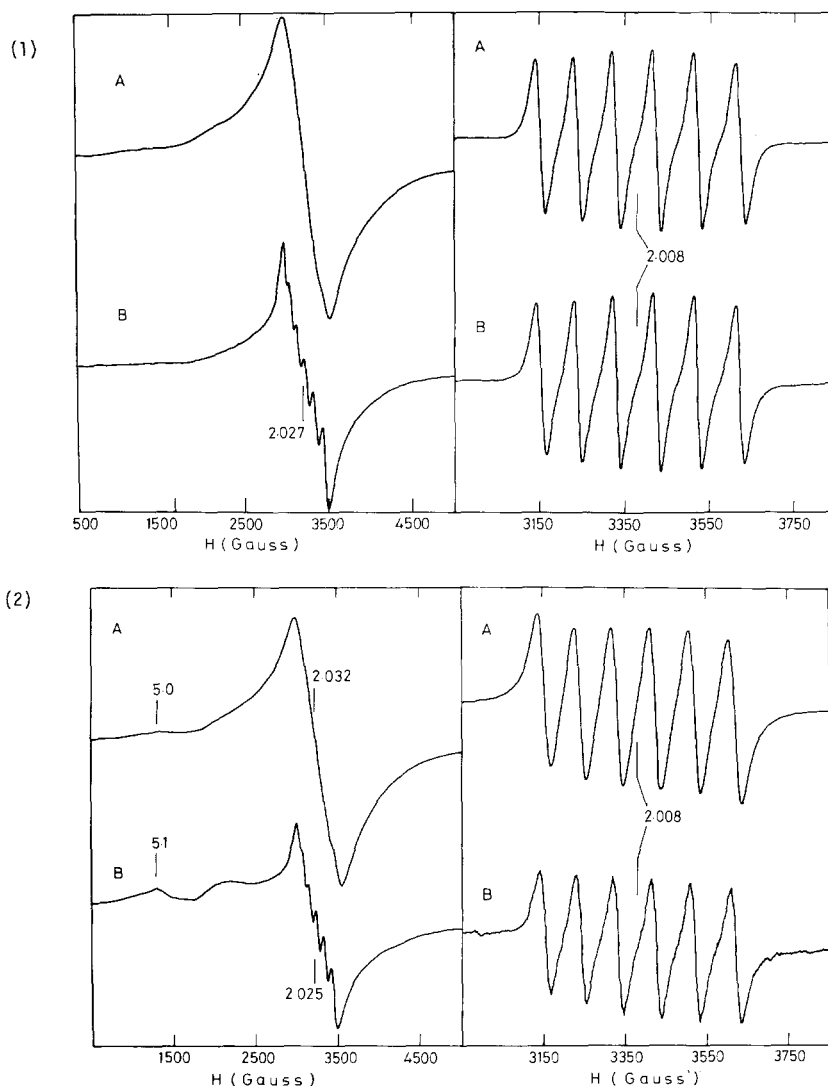 (1)
A
A
B
2.008
B
2.027
500 1500 2500 3500 4500
3150 3350 3550 3750
H (Gauss)
H (Gauss)
(2)
A
A
5.0
2.032
5.1
2.008
B
B
2.025
1500 2500 3500 4500
3150 3350 3550 3750
H (Gauss)
H (Gauss')